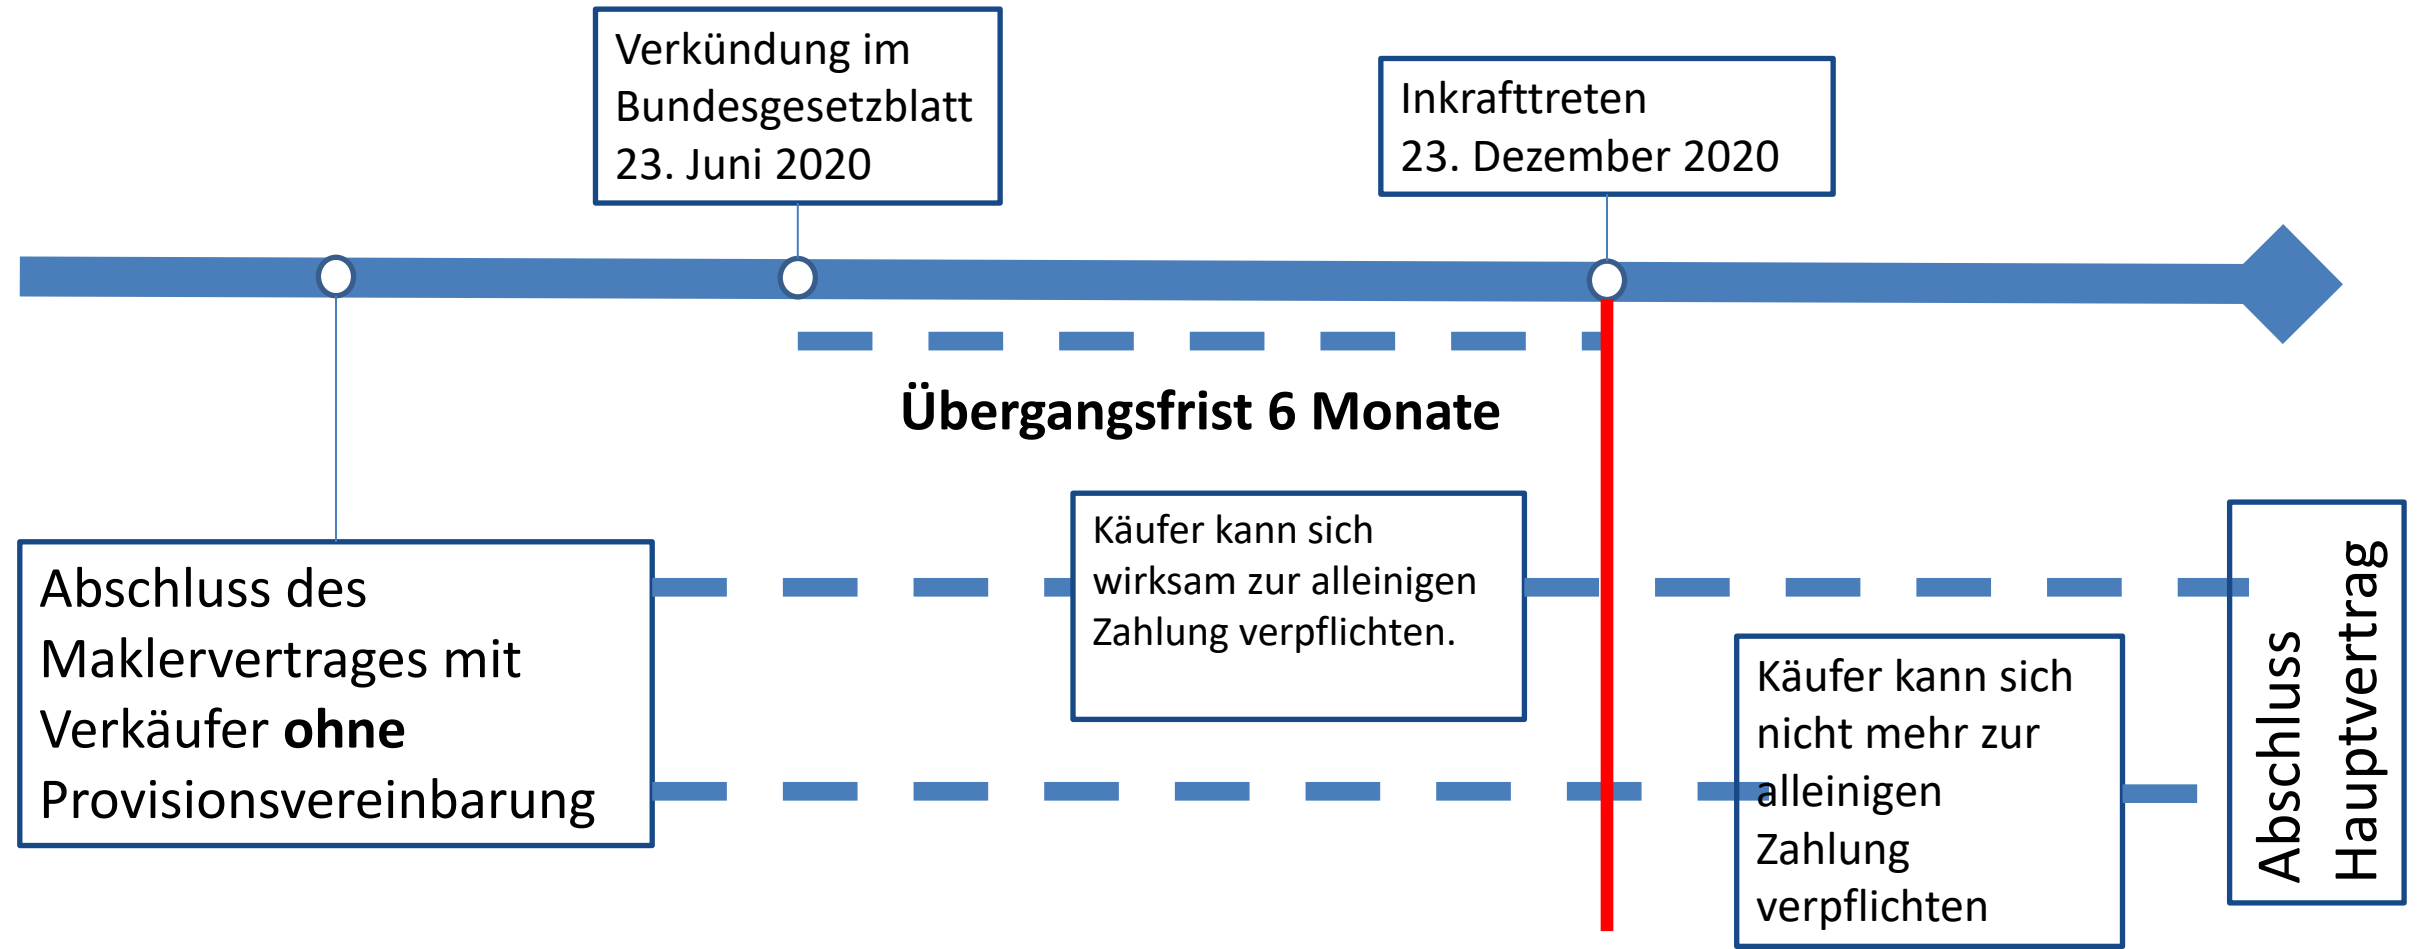 Verkündung im
Bundesgesetzblatt
23. Juni 2020
Inkrafttreten
23. Dezember 2020
Übergangsfrist 6 Monate
Abschluss des
Maklervertrages mit
Verkäufer ohne
Provisionsvereinbarung
Käufer kann sich
wirksam zur alleinigen
Zahlung verpflichten.
Käufer kann sich
nicht mehr zur
alleinigen
Zahlung
verpflichten
Abschluss
Hauptvertrag